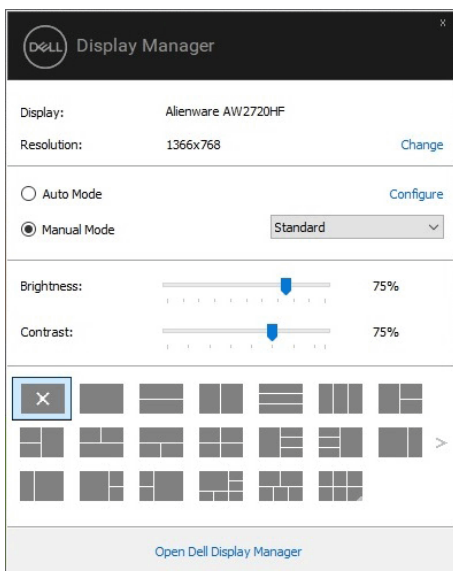 x
DELL Display Manager
Display: Alienware AW2720HF
Resolution: 1366x768 Change
Auto Mode Configure
Manual Mode Standard
Brightness: 75%
Contrast: 75%
Open Dell Display Manager